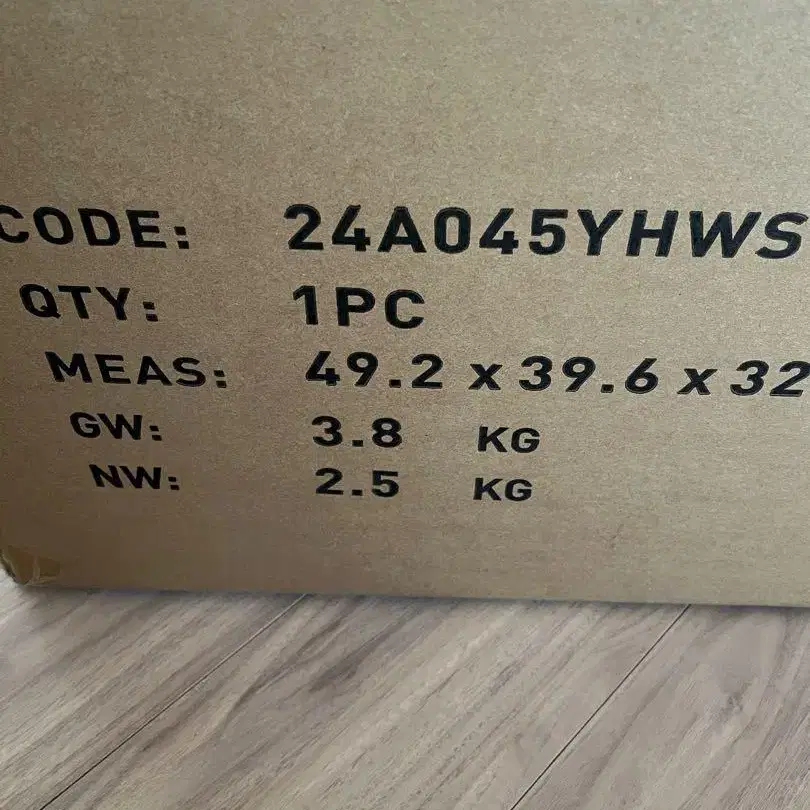 CODE: 24A045YHWS
QTY: 1PC
MEAS: 49.2 x 39.6 x 32
GW: 3.8 KG
NW: 2.5 KG